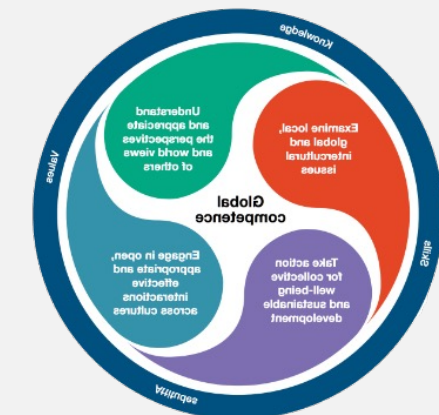 Knowledge
Understand
and appreciate
the perspectives
and world views
of others
Examine local,
global and
intercultural
issues
Values
Global
competence
Skills
Engage in open,
appropriate and
effective
interactions
across cultures
Take action
for collective
well-being
and sustainable
development
Attitudes